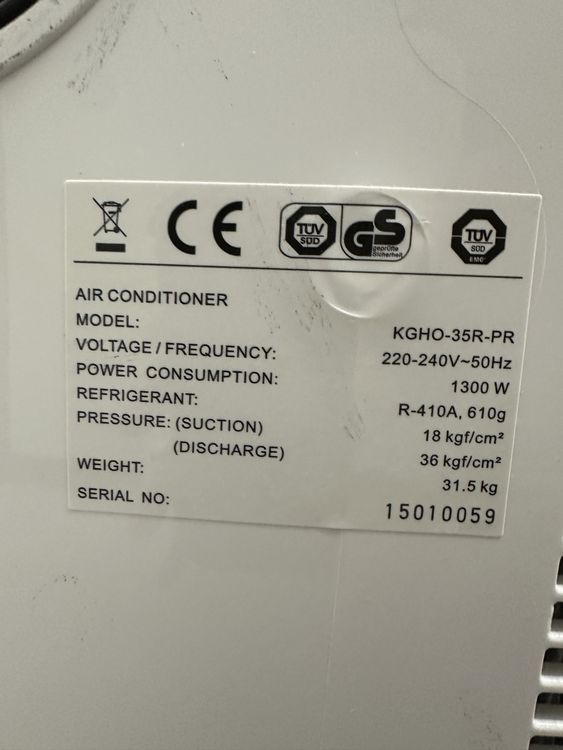 CE
TÜV
SÜD
GS
geprüfte
Sicherheit
TÜV
SÜD
EMC
AIR CONDITIONER
MODEL: KGHO-35R-PR
VOLTAGE / FREQUENCY: 220-240V~50Hz
POWER CONSUMPTION: 1300 W
REFRIGERANT: R-410A, 610g
PRESSURE: (SUCTION) 18 kgf/cm²
(DISCHARGE) 36 kgf/cm²
WEIGHT: 31.5 kg
SERIAL NO: 15010059